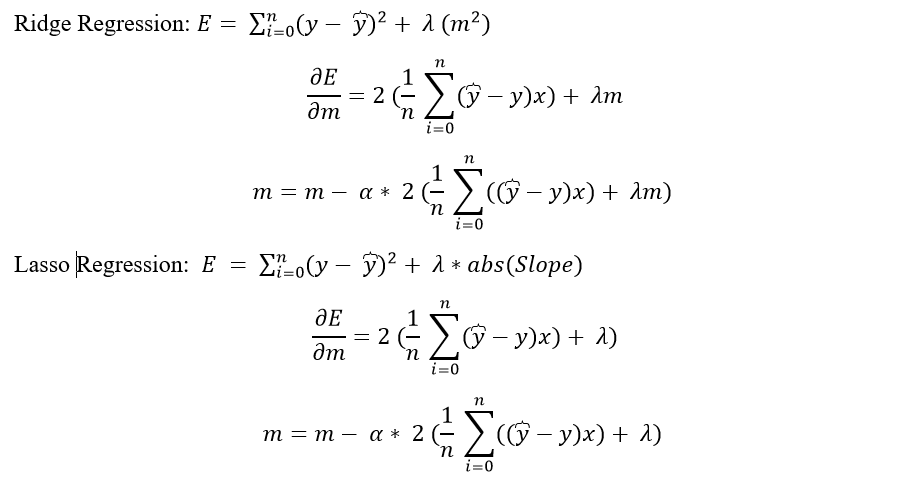 Ridge Regression: E = ∑ⁿᵢ₌₀(y − ŷ)² + λ (m²)
∂E/∂m = 2 (1/n ∑ⁿᵢ₌₀(ŷ − y)x) + λm
m = m − α * 2 (1/n ∑ⁿᵢ₌₀((ŷ − y)x) + λm)
Lasso Regression: E = ∑ⁿᵢ₌₀(y − ŷ)² + λ * abs(Slope)
∂E/∂m = 2 (1/n ∑ⁿᵢ₌₀(ŷ − y)x) + λ)
m = m − α * 2 (1/n ∑ⁿᵢ₌₀((ŷ − y)x) + λ)